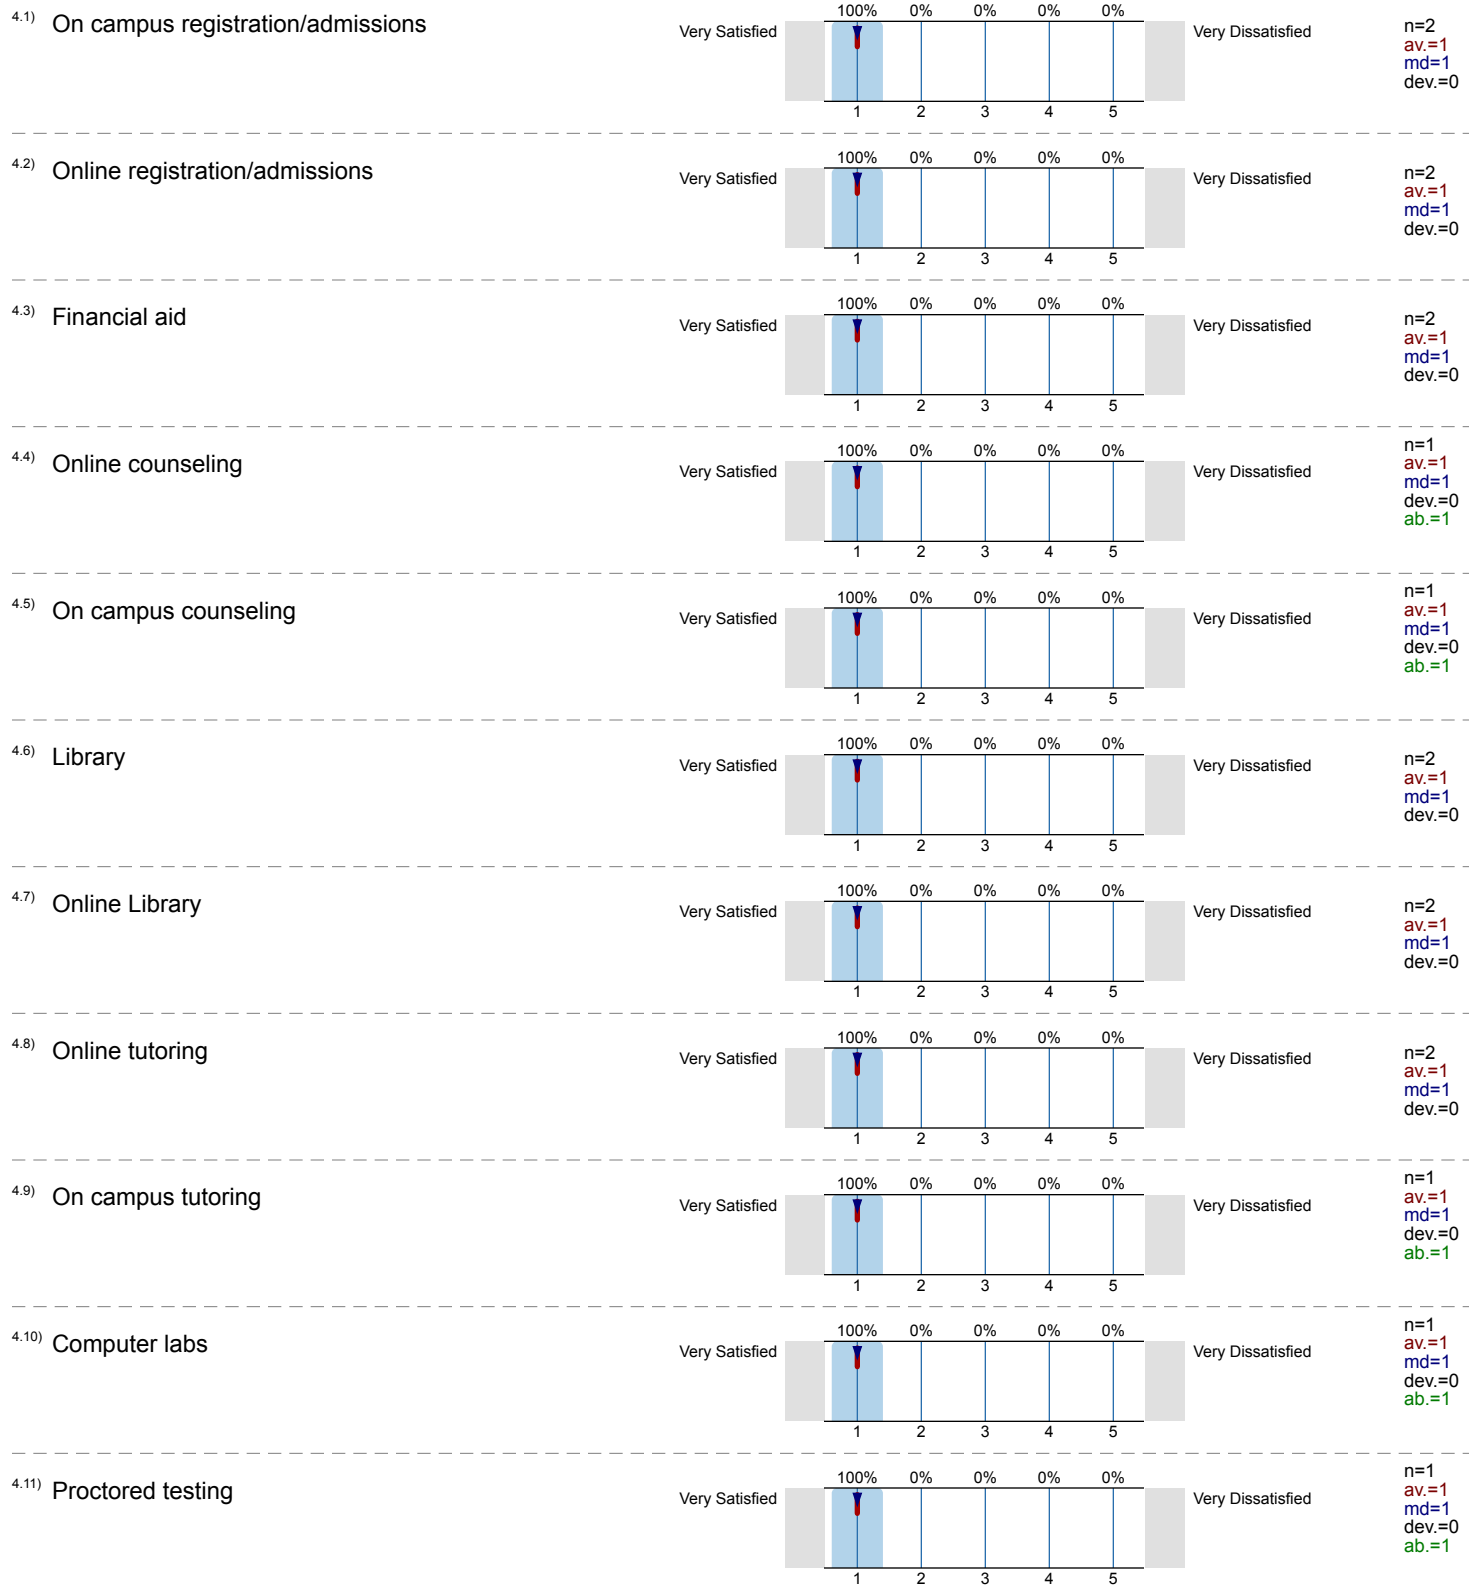 4.1) On campus registration/admissions
100% 0% 0% 0% 0%
Very Satisfied Very Dissatisfied
n=2
av.=1
md=1
dev.=0
1 2 3 4 5
4.2) Online registration/admissions
100% 0% 0% 0% 0%
Very Satisfied Very Dissatisfied
n=2
av.=1
md=1
dev.=0
1 2 3 4 5
4.3) Financial aid
100% 0% 0% 0% 0%
Very Satisfied Very Dissatisfied
n=2
av.=1
md=1
dev.=0
1 2 3 4 5
4.4) Online counseling
100% 0% 0% 0% 0%
Very Satisfied Very Dissatisfied
n=1
av.=1
md=1
dev.=0
ab.=1
1 2 3 4 5
4.5) On campus counseling
100% 0% 0% 0% 0%
Very Satisfied Very Dissatisfied
n=1
av.=1
md=1
dev.=0
ab.=1
1 2 3 4 5
4.6) Library
100% 0% 0% 0% 0%
Very Satisfied Very Dissatisfied
n=2
av.=1
md=1
dev.=0
1 2 3 4 5
4.7) Online Library
100% 0% 0% 0% 0%
Very Satisfied Very Dissatisfied
n=2
av.=1
md=1
dev.=0
1 2 3 4 5
4.8) Online tutoring
100% 0% 0% 0% 0%
Very Satisfied Very Dissatisfied
n=2
av.=1
md=1
dev.=0
1 2 3 4 5
4.9) On campus tutoring
100% 0% 0% 0% 0%
Very Satisfied Very Dissatisfied
n=1
av.=1
md=1
dev.=0
ab.=1
1 2 3 4 5
4.10) Computer labs
100% 0% 0% 0% 0%
Very Satisfied Very Dissatisfied
n=1
av.=1
md=1
dev.=0
ab.=1
1 2 3 4 5
4.11) Proctored testing
100% 0% 0% 0% 0%
Very Satisfied Very Dissatisfied
n=1
av.=1
md=1
dev.=0
ab.=1
1 2 3 4 5